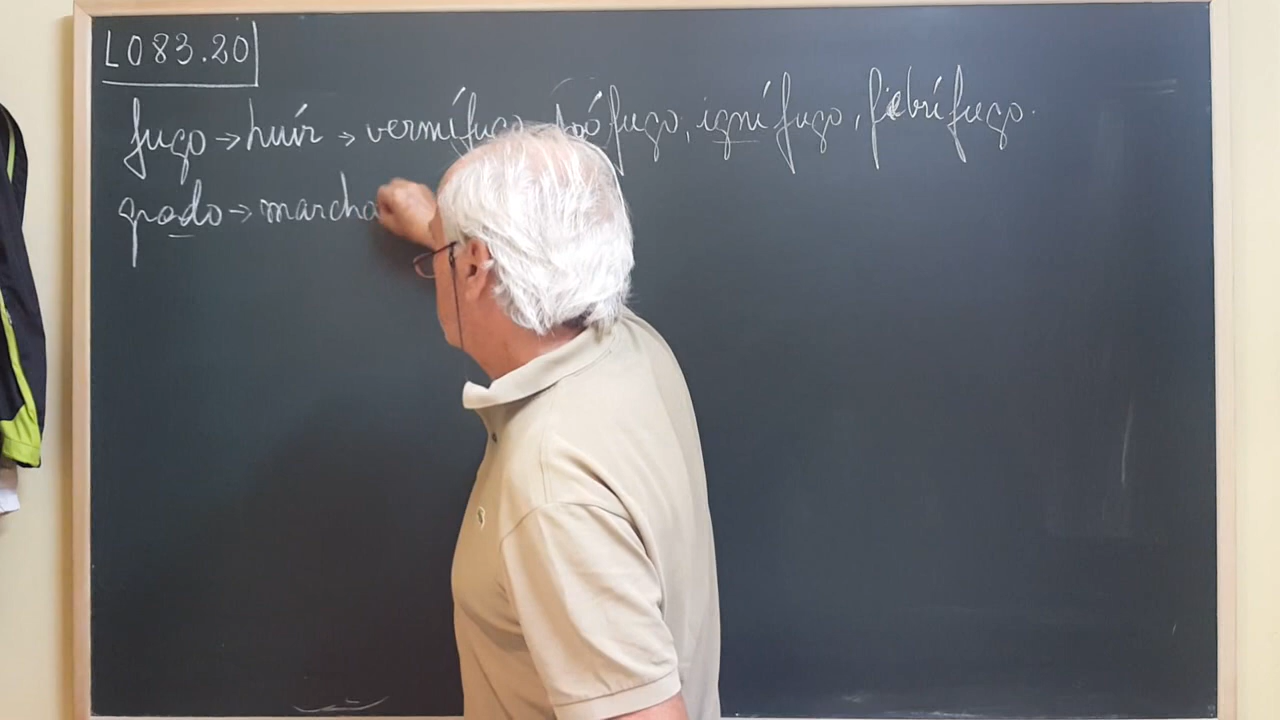 L083.20
fugo → huir → vermífugo, ignífugo, febrífugo.
grado → marcha